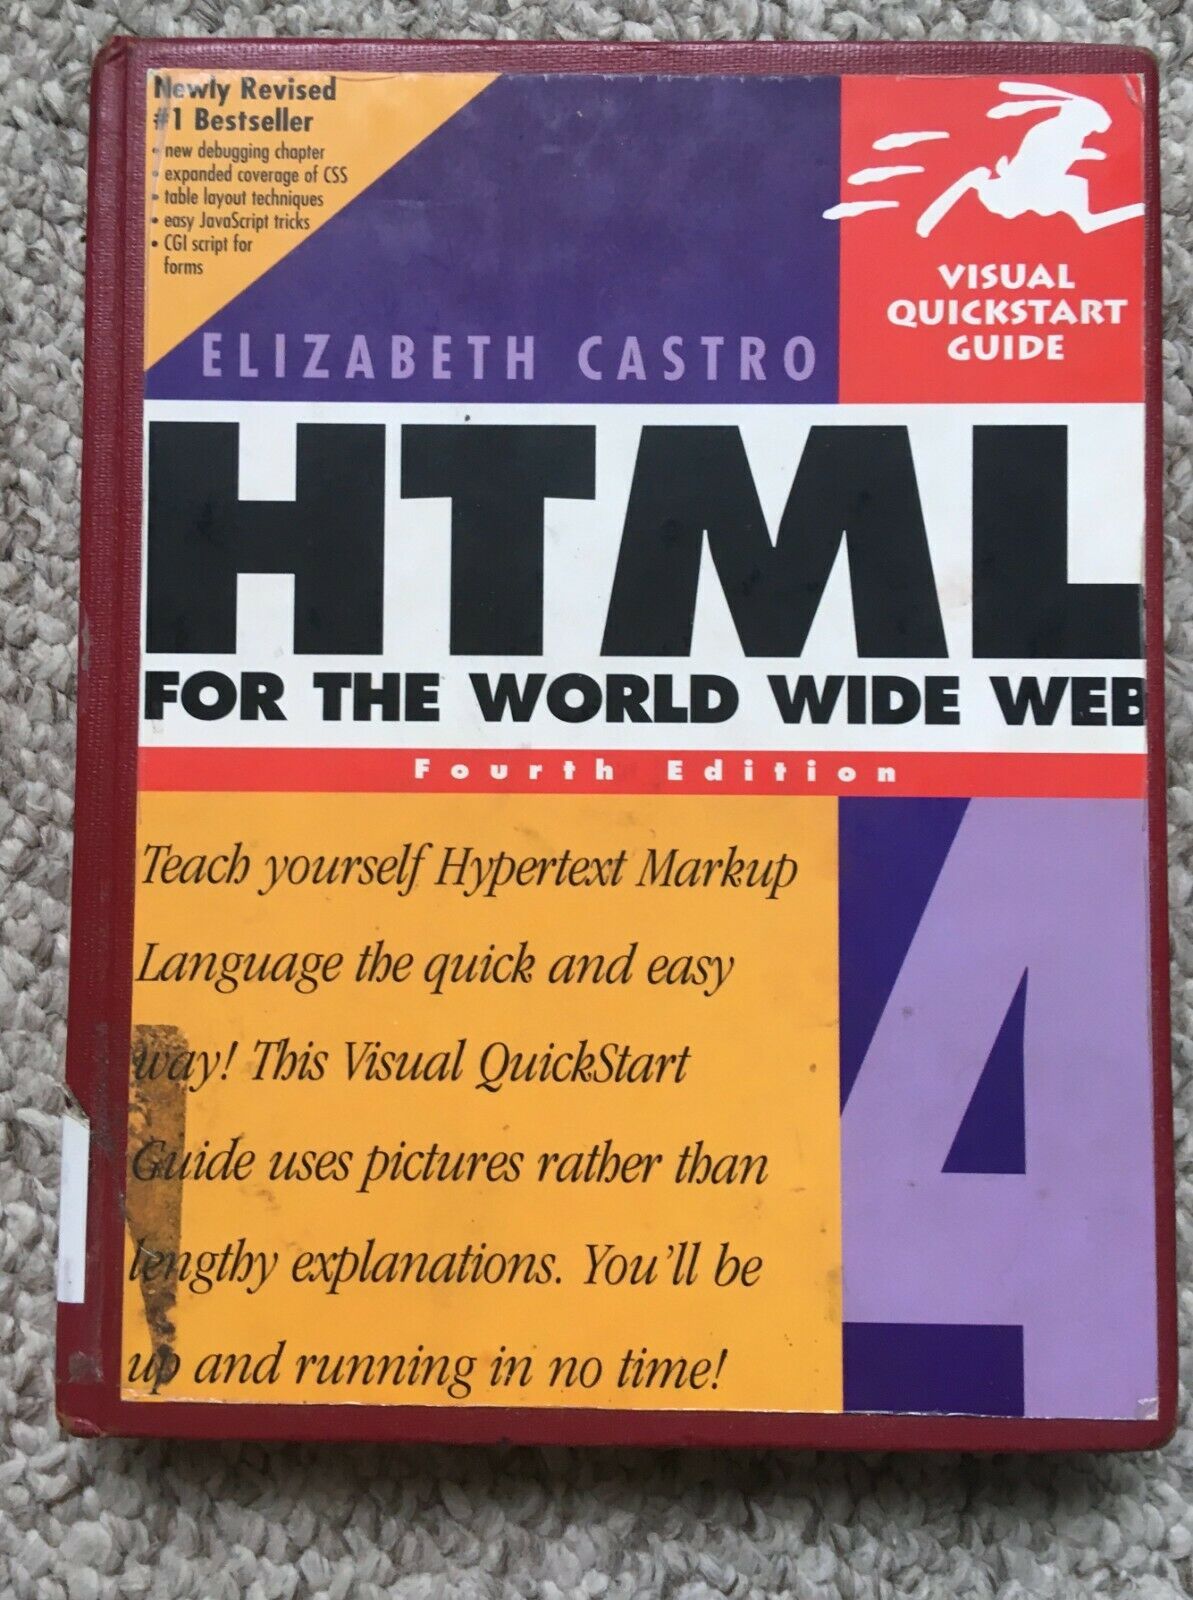 Newly Revised
#1 Bestseller
• new debugging chapter
• expanded coverage of CSS
• table layout techniques
• easy JavaScript tricks
• CGI script for
forms
VISUAL
QUICKSTART
GUIDE
ELIZABETH CASTRO
HTML
FOR THE WORLD WIDE WEB
Fourth Edition
Teach yourself Hypertext Markup
Language the quick and easy
way! This Visual QuickStart
Guide uses pictures rather than
lengthy explanations. You'll be
up and running in no time!
4